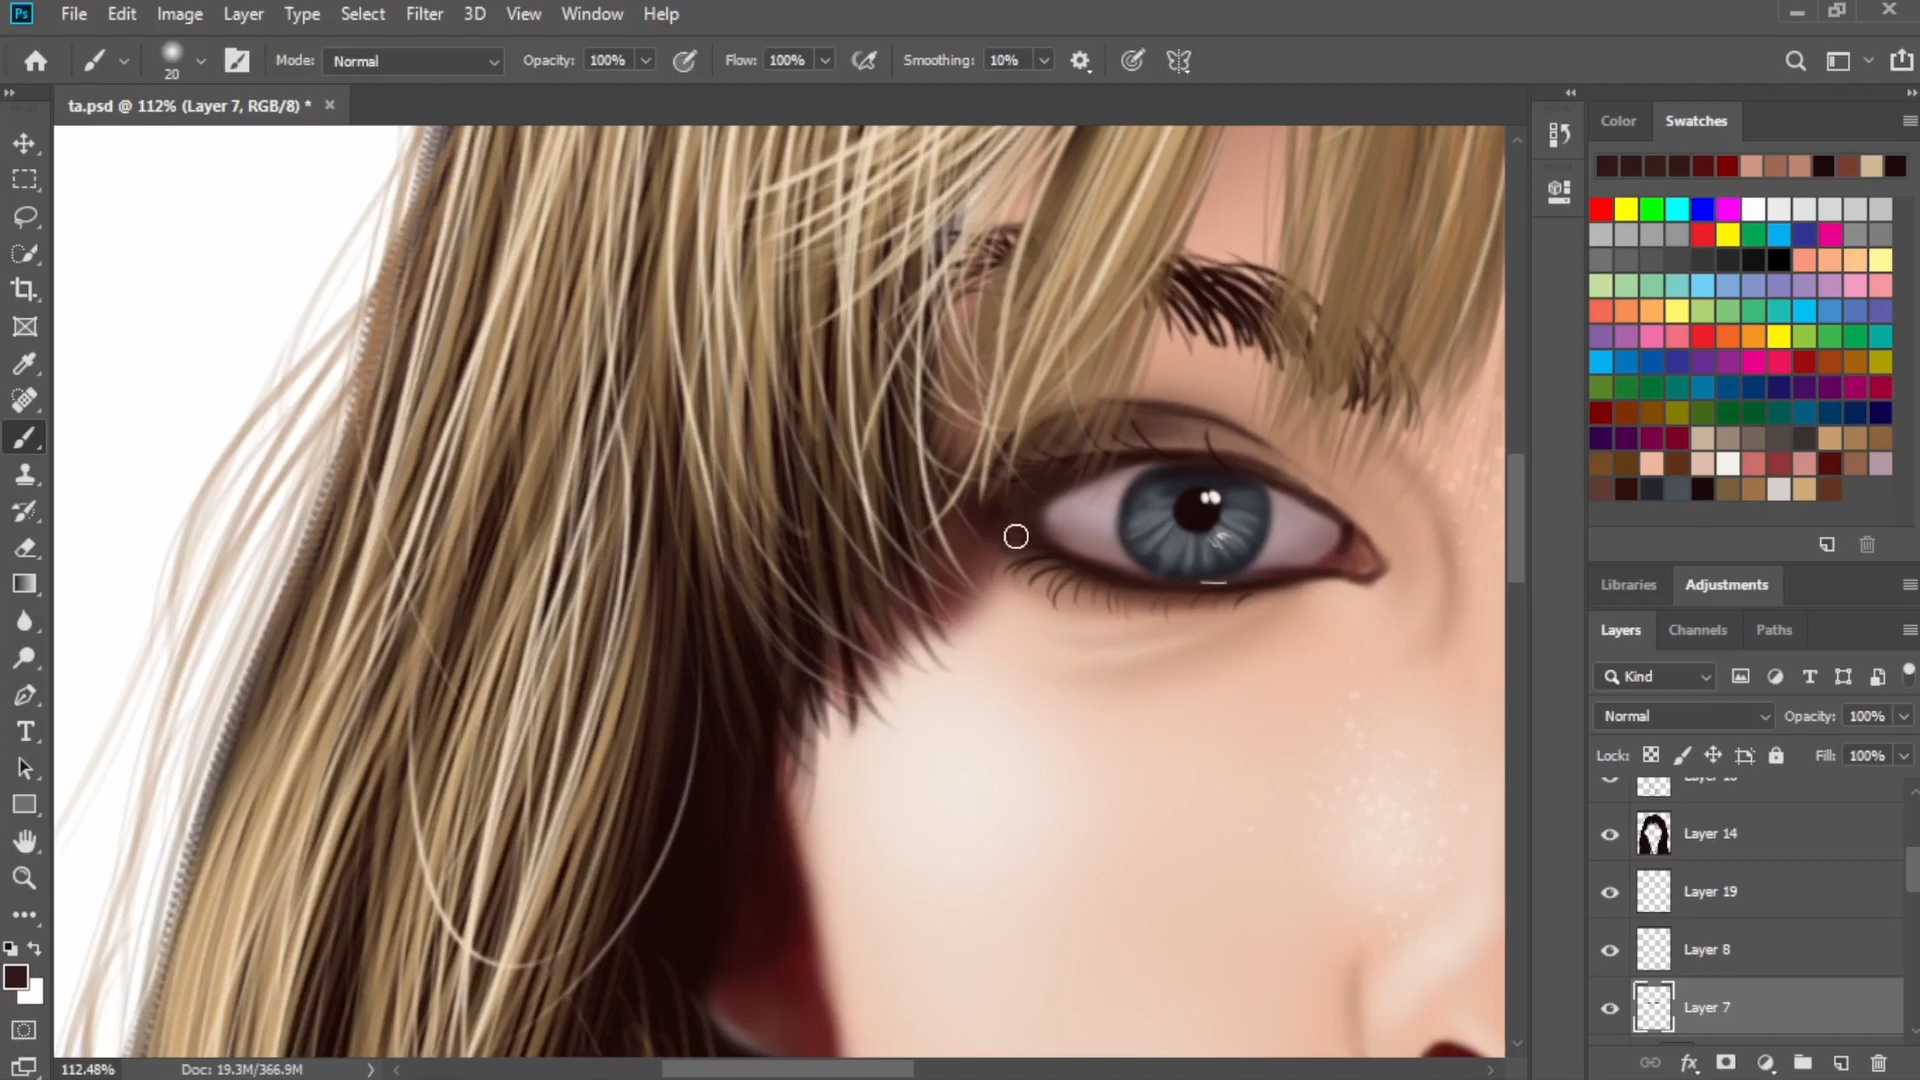 Ps File Edit Image Layer Type Select Filter 3D View Window Help
20 Mode: Normal Opacity: 100% Flow: 100% Smoothing: 10%
ta.psd @ 112% (Layer 7, RGB/8) *
Color Swatches
Libraries Adjustments
Layers Channels Paths
Kind
Normal Opacity: 100%
Lock: Fill: 100%
Layer 14
Layer 19
Layer 8
Layer 7
112.48% Doc: 19.3M/366.9M